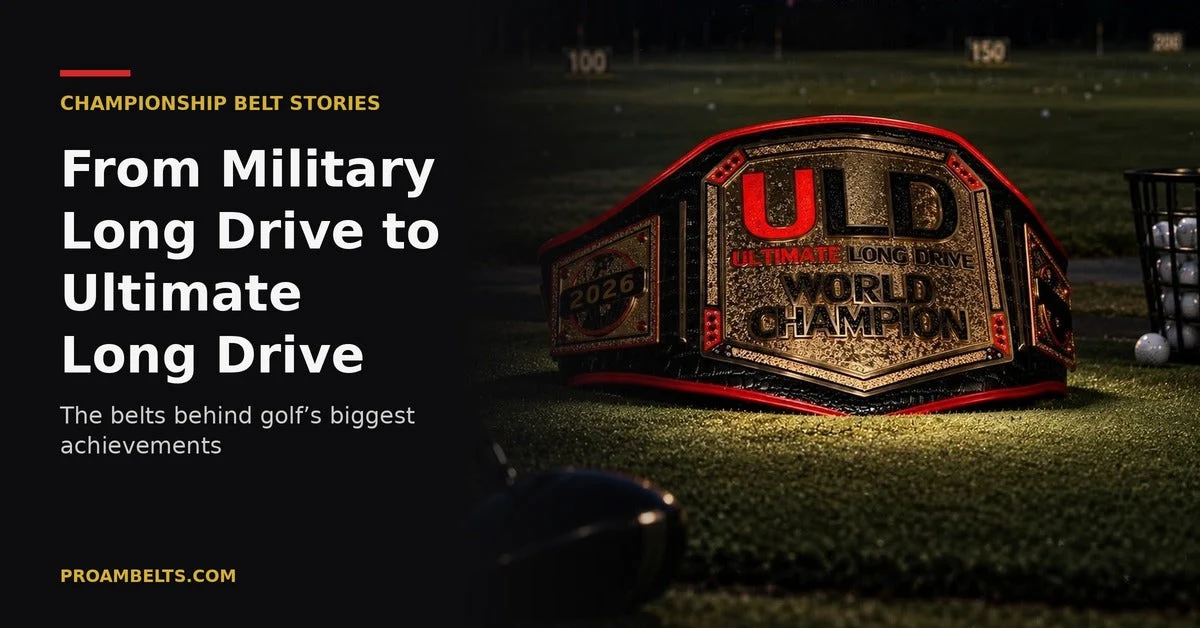 CHAMPIONSHIP BELT STORIES
From Military
Long Drive to
Ultimate
Long Drive
The belts behind golf’s biggest
achievements
PROAMBELTS.COM
100
150
200
ULD
ULTIMATE LONG DRIVE
WORLD
CHAMPION
2026